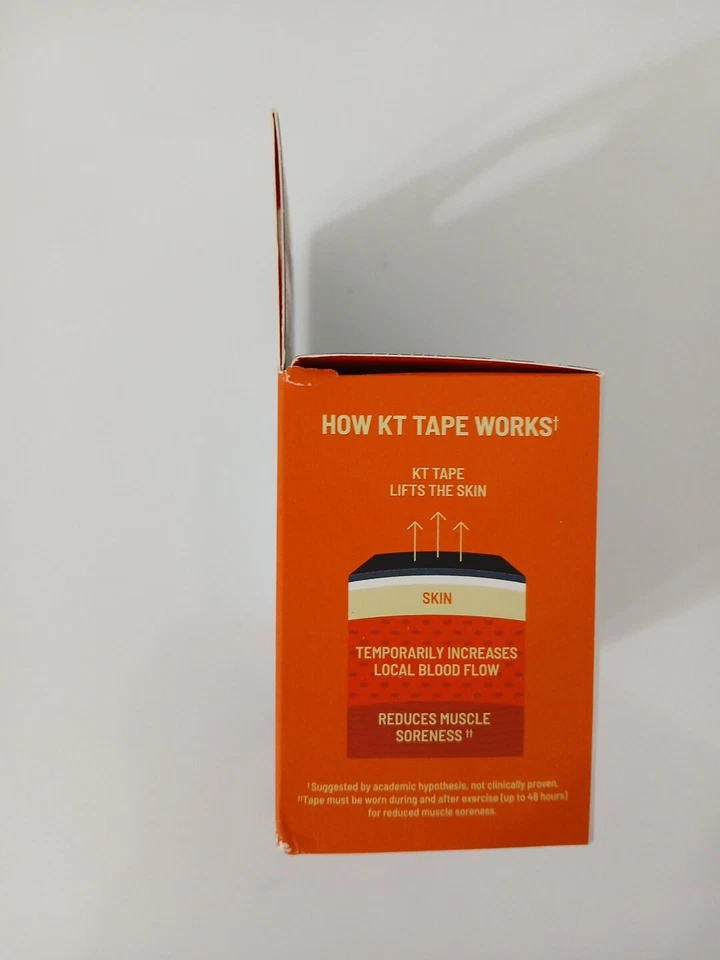 HOW KT TAPE WORKS†
KT TAPE
LIFTS THE SKIN
SKIN
TEMPORARILY INCREASES
LOCAL BLOOD FLOW
REDUCES MUSCLE
SORENESS ††
†Suggested by academic hypothesis, not clinically proven.
††Tape must be worn during and after exercise (up to 48 hours)
for reduced muscle soreness.